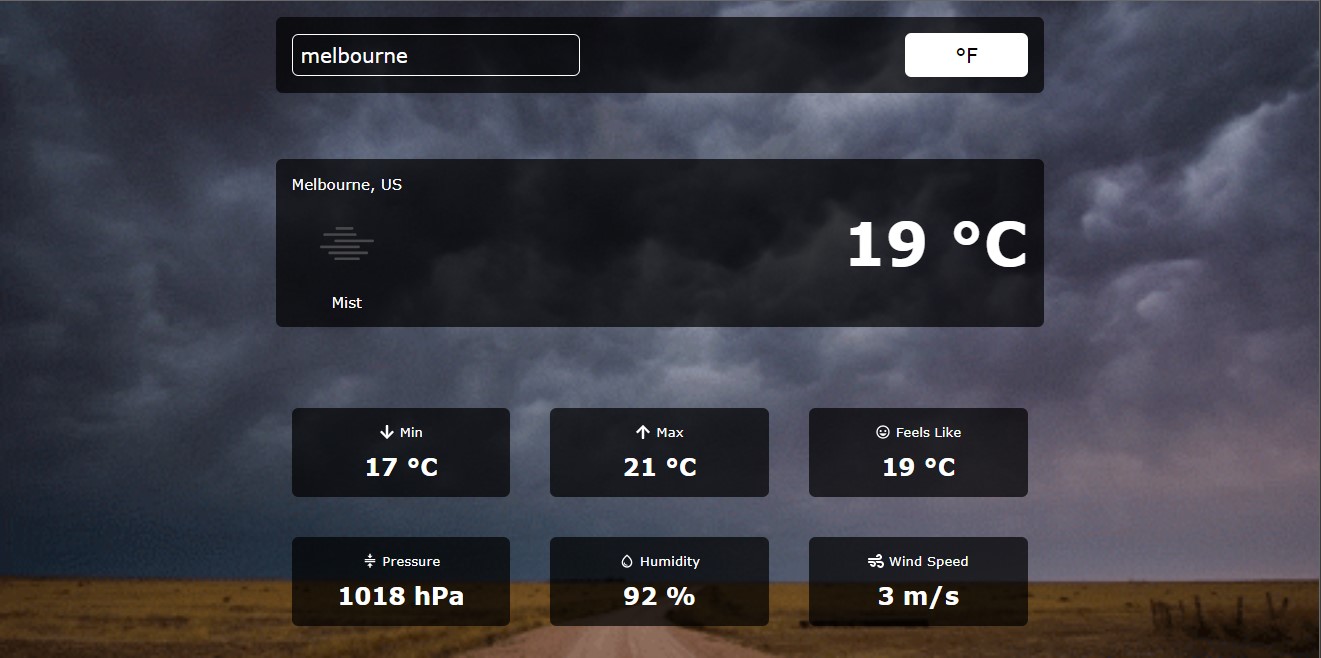 melbourne
°F
Melbourne, US
19 °C
Mist
Min
17 °C
Max
21 °C
Feels Like
19 °C
Pressure
1018 hPa
Humidity
92 %
Wind Speed
3 m/s